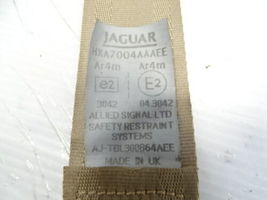 JAGUAR
HXA7004AAAEE
Ar4m Ar4m
e2 E2
3042 04.3042
ALLIED SIGNAL LTD
SAFETY RESTRAINT
SYSTEMS
AJ-TBL300864AEE
MADE IN UK